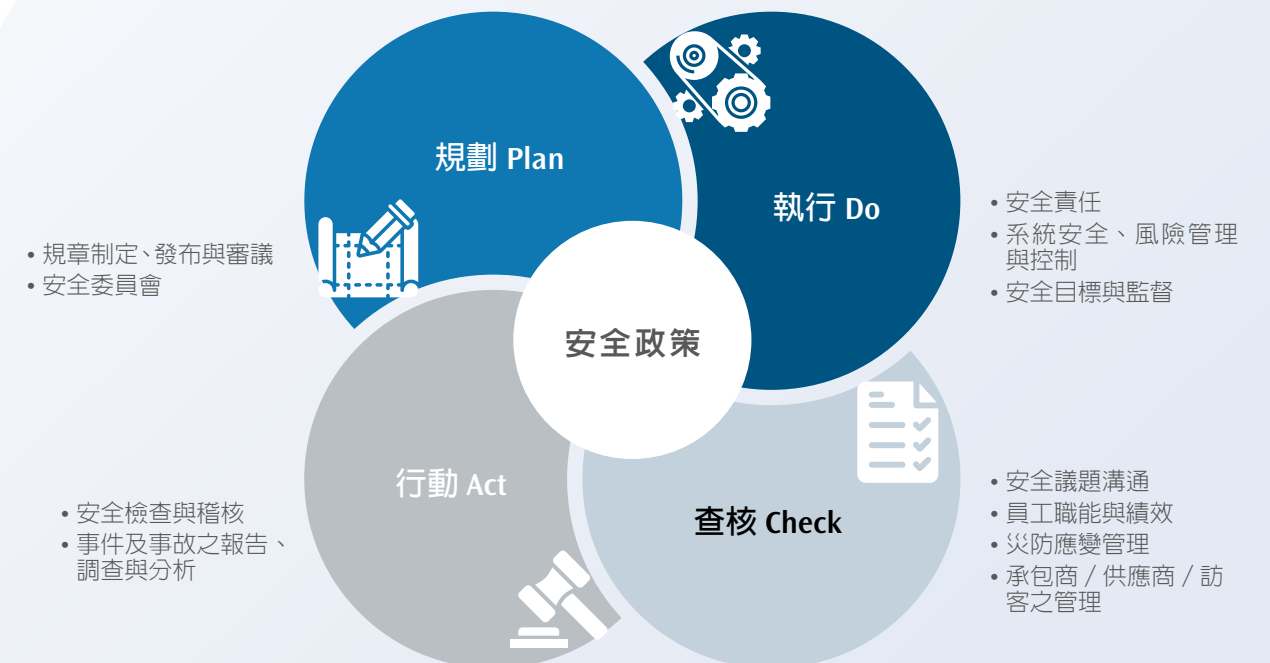 規劃 Plan
• 規章制定、發布與審議
• 安全委員會
執行 Do
• 安全責任
• 系統安全、風險管理
與控制
• 安全目標與監督
安全政策
行動 Act
• 安全檢查與稽核
• 事件及事故之報告、
調查與分析
查核 Check
• 安全議題溝通
• 員工職能與績效
• 災防應變管理
• 承包商 / 供應商 / 訪
客之管理